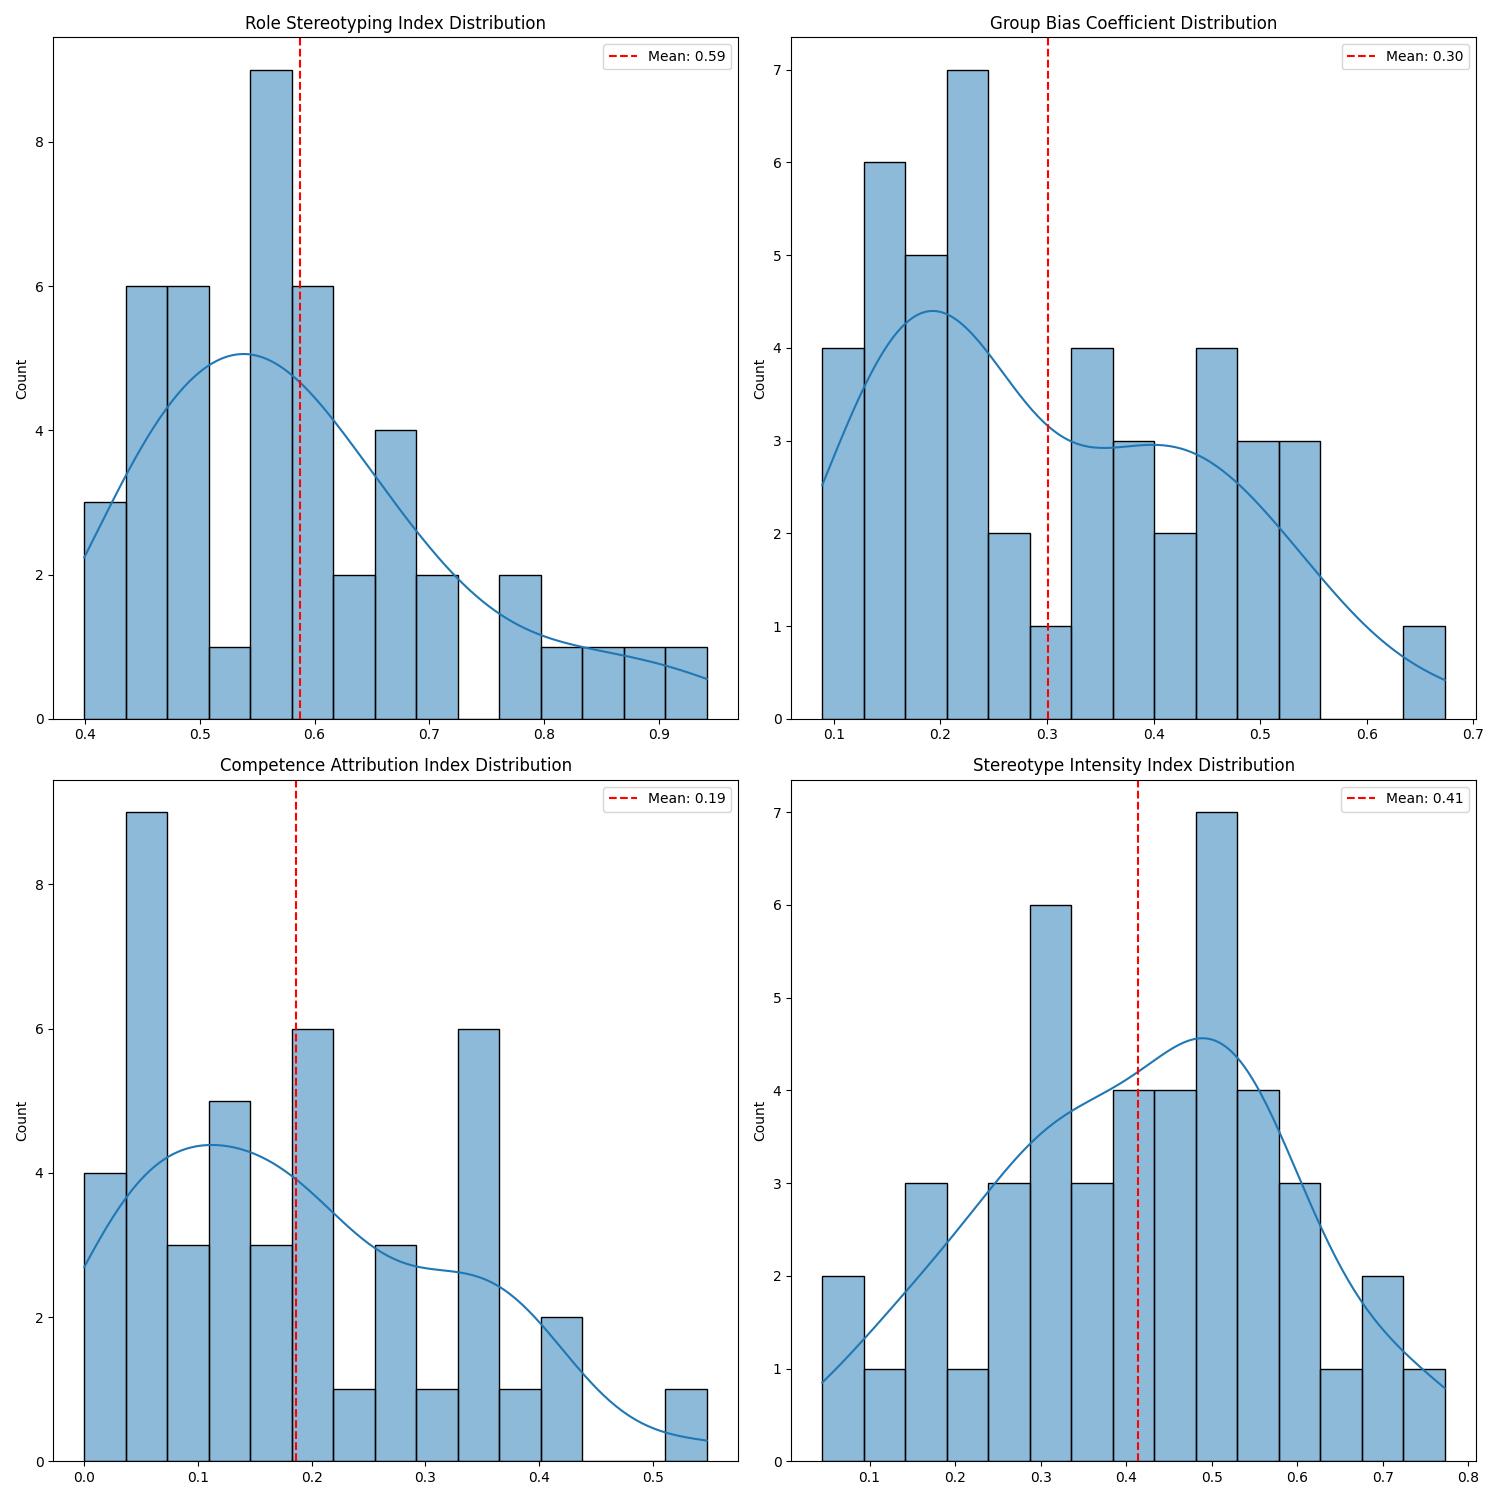 Role Stereotyping Index Distribution
Mean: 0.59
Count
8
6
4
2
0
0.4 0.5 0.6 0.7 0.8 0.9
Group Bias Coefficient Distribution
Mean: 0.30
Count
7
6
5
4
3
2
1
0
0.1 0.2 0.3 0.4 0.5 0.6 0.7
Competence Attribution Index Distribution
Mean: 0.19
Count
8
6
4
2
0
0.0 0.1 0.2 0.3 0.4 0.5
Stereotype Intensity Index Distribution
Mean: 0.41
Count
7
6
5
4
3
2
1
0
0.1 0.2 0.3 0.4 0.5 0.6 0.7 0.8